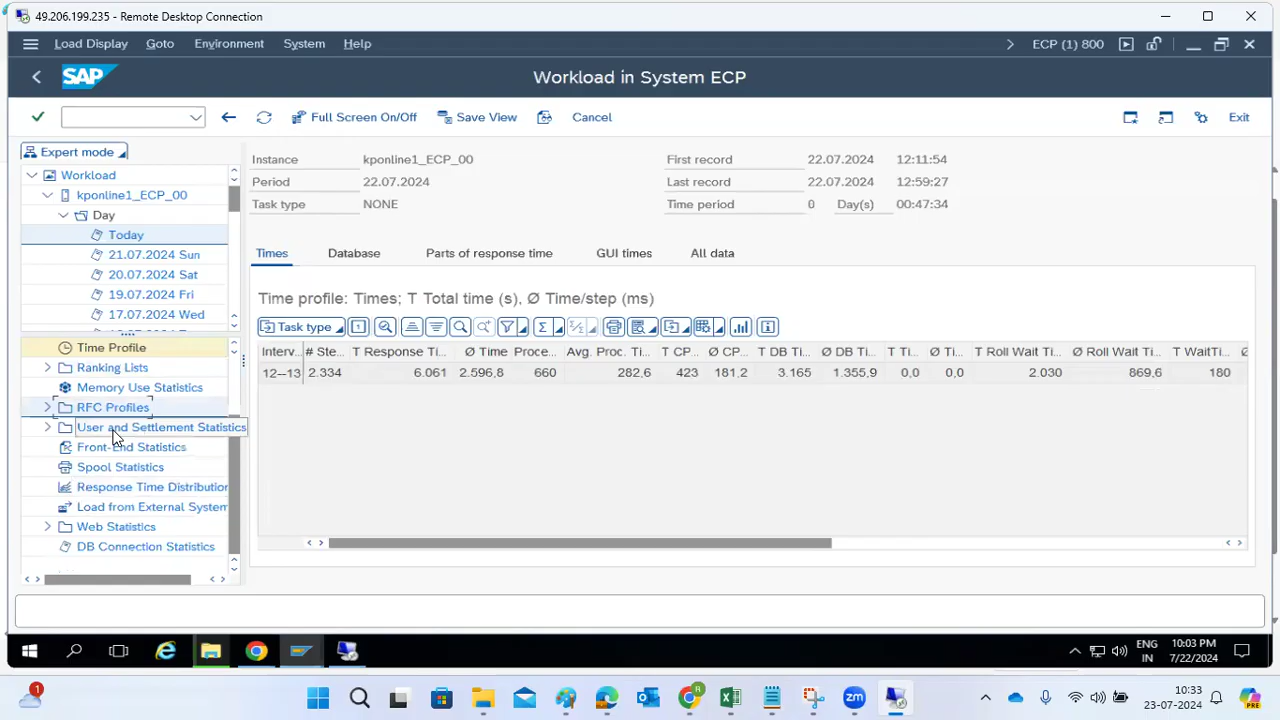 49.206.199.235 - Remote Desktop Connection
Load Display Goto Environment System Help
ECP (1) 800
SAP
Workload in System ECP
Full Screen On/Off Save View Cancel Exit
Expert mode
Workload
kponline1_ECP_00
Day
Today
21.07.2024 Sun
20.07.2024 Sat
19.07.2024 Fri
17.07.2024 Wed
Time Profile
Ranking Lists
Memory Use Statistics
RFC Profiles
User and Settlement Statistics
Front-End Statistics
Spool Statistics
Response Time Distribution
Load from External System
Web Statistics
DB Connection Statistics
Instance kponline1_ECP_00 First record 22.07.2024 12:11:54
Period 22.07.2024 Last record 22.07.2024 12:59:27
Task type NONE Time period 0 Day(s) 00:47:34
Times Database Parts of response time GUI times All data
Time profile: Times; T Total time (s), Ø Time/step (ms)
Task type
Interv... # Ste... T Response Ti... Ø Time Proce... Avg. Proc. Ti... T CP... Ø CP... T DB Ti... Ø DB Ti... T Ti... Ø Ti... T Roll Wait Ti... Ø Roll Wait Ti... T WaitTi... Ø
12--13 2.334 6.061 2.596,8 660 282,6 423 181,2 3.165 1.355,9 0,0 0,0 2.030 869,6 180
ENG
IN
10:03 PM
7/22/2024
1
10:33
23-07-2024
PRE